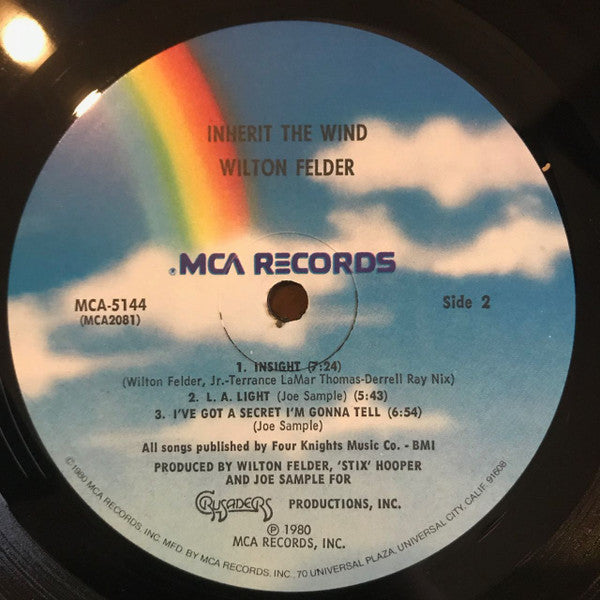 INHERIT THE WIND
WILTON FELDER
MCA RECORDS
MCA-5144
(MCA2081)
Side 2
1. INSIGHT (7:24)
(Wilton Felder, Jr.-Terrance LaMar Thomas-Derrell Ray Nix)
2. L. A. LIGHT (Joe Sample) (5:43)
3. I'VE GOT A SECRET I'M GONNA TELL (6:54)
(Joe Sample)
All songs published by Four Knights Music Co. - BMI
PRODUCED BY WILTON FELDER, 'STIX' HOOPER
AND JOE SAMPLE FOR
CRUSADERS PRODUCTIONS, INC.
℗ 1980
MCA RECORDS, INC.
© 1980 MCA RECORDS, INC. MFD BY MCA RECORDS, INC., 70 UNIVERSAL PLAZA, UNIVERSAL CITY, CALIF. 91608